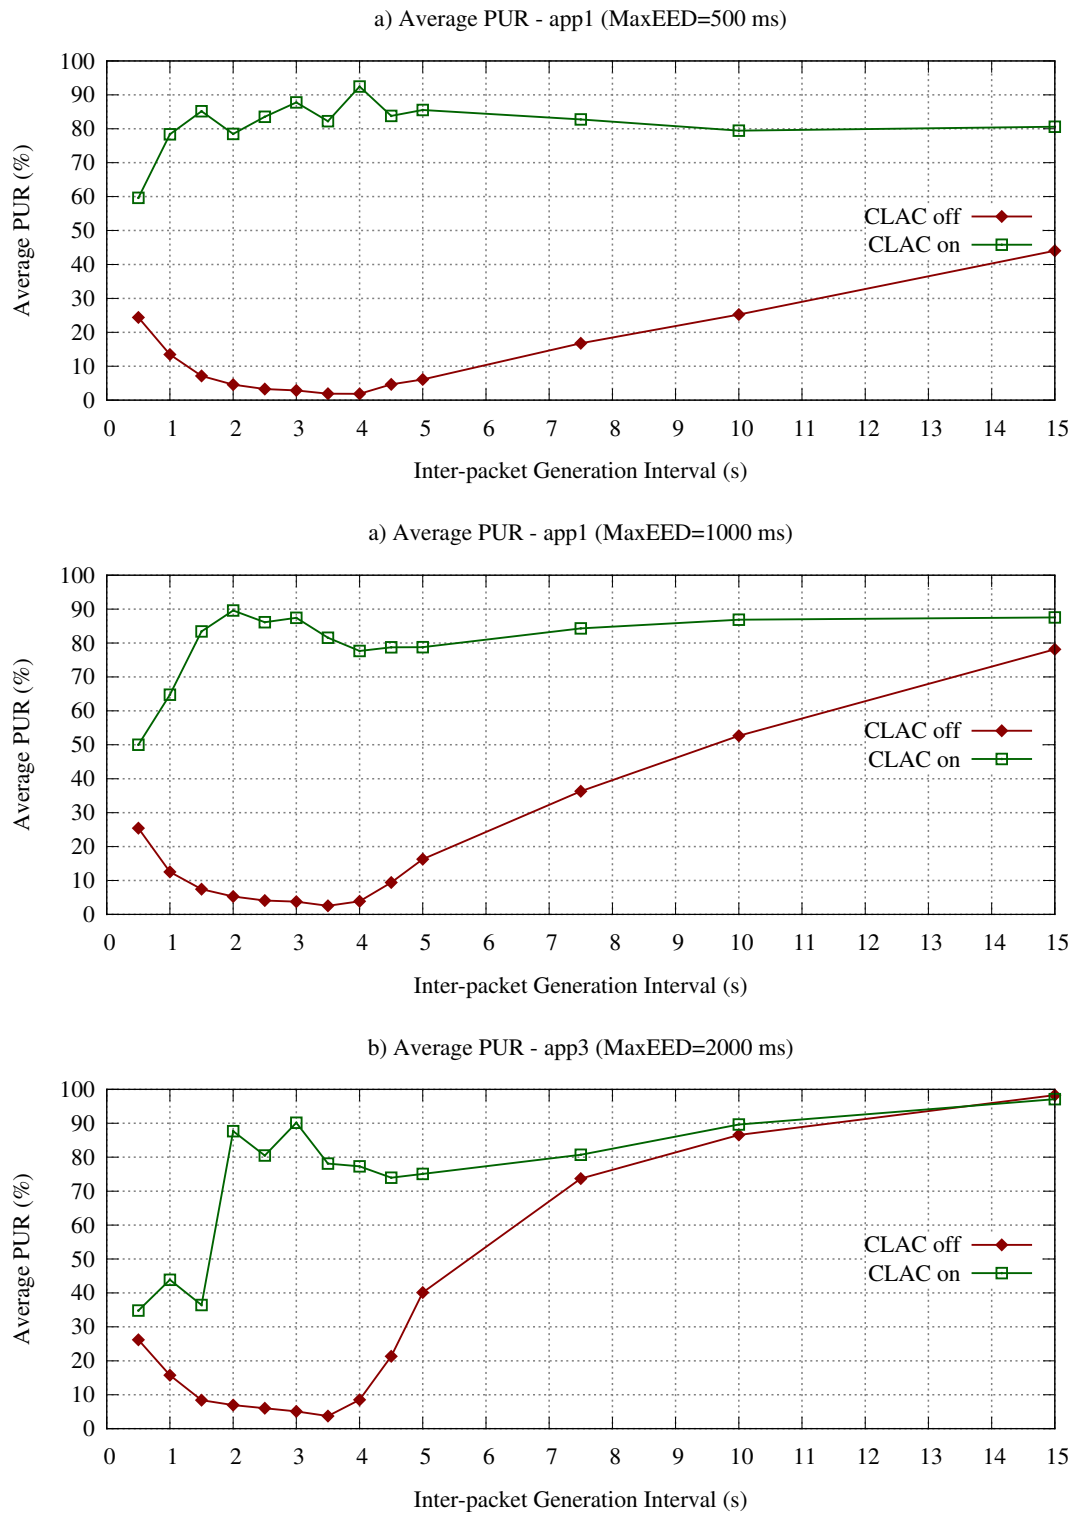 a) Average PUR - app1 (MaxEED=500 ms)
100
90
80
70
60
50
40
30
20
10
0
Average PUR (%)
CLAC off
CLAC on
0 1 2 3 4 5 6 7 8 9 10 11 12 13 14 15
Inter-packet Generation Interval (s)
a) Average PUR - app1 (MaxEED=1000 ms)
100
90
80
70
60
50
40
30
20
10
0
Average PUR (%)
CLAC off
CLAC on
0 1 2 3 4 5 6 7 8 9 10 11 12 13 14 15
Inter-packet Generation Interval (s)
b) Average PUR - app3 (MaxEED=2000 ms)
100
90
80
70
60
50
40
30
20
10
0
Average PUR (%)
CLAC off
CLAC on
0 1 2 3 4 5 6 7 8 9 10 11 12 13 14 15
Inter-packet Generation Interval (s)